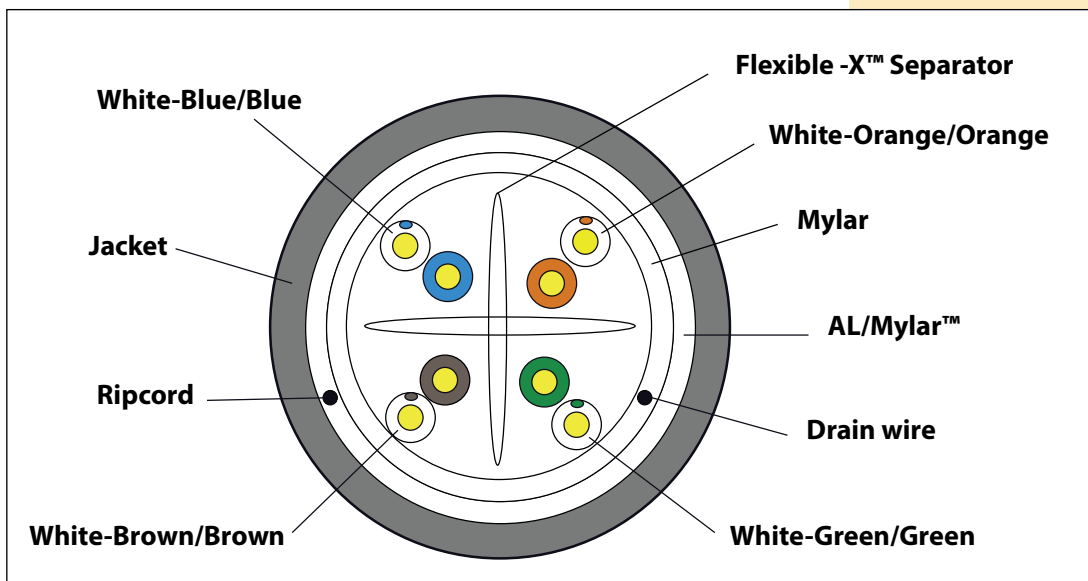 Flexible -X™ Separator
White-Blue/Blue
White-Orange/Orange
Mylar
Jacket
AL/Mylar™
Ripcord
Drain wire
White-Brown/Brown
White-Green/Green